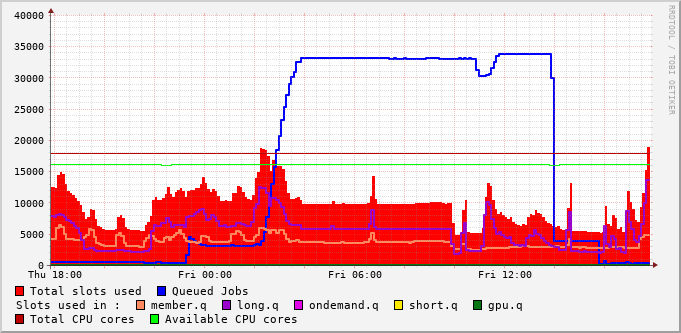 RRDTOOL / TOBI OETIKER
40000
35000
30000
25000
20000
15000
10000
5000
0
Thu 18:00 Fri 00:00 Fri 06:00 Fri 12:00
Total slots used Queued Jobs
Slots used in : member.q long.q ondemand.q short.q gpu.q
Total CPU cores Available CPU cores